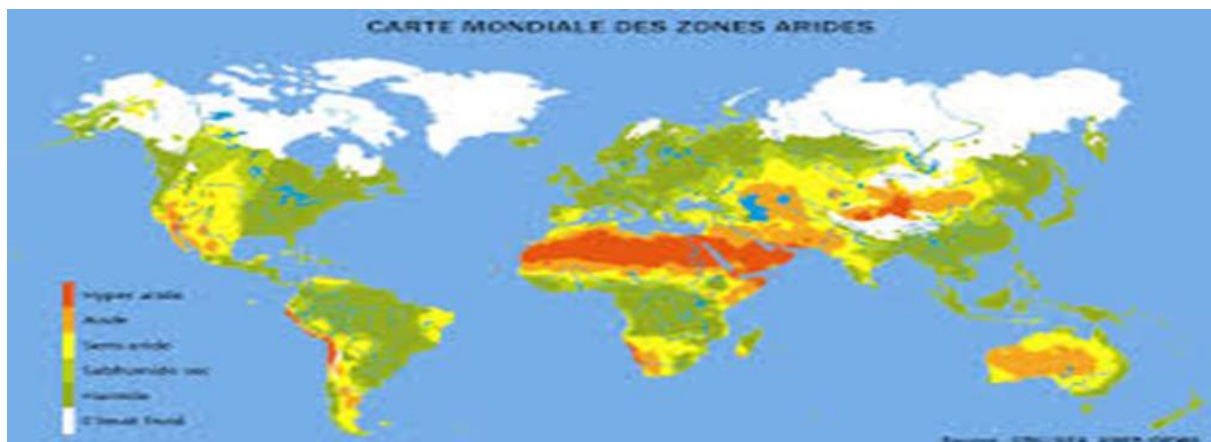 CARTE MONDIALE DES ZONES ARIDES
Hyper aride
Aride
Semi aride
Subhumide sec
Humide
Climat froid